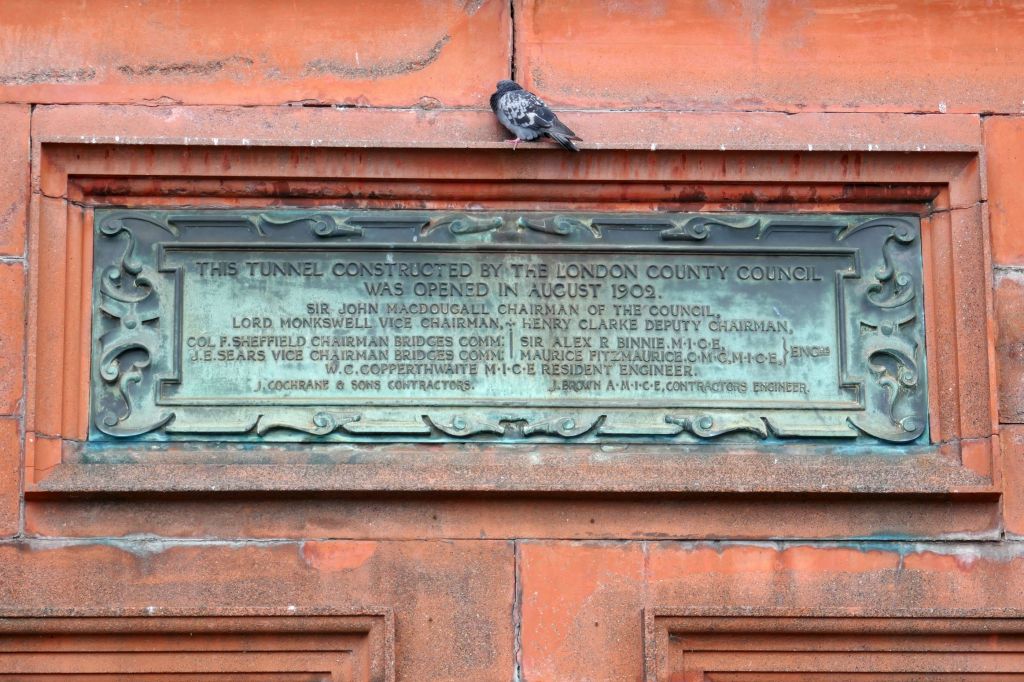 THIS TUNNEL CONSTRUCTED BY THE LONDON COUNTY COUNCIL
WAS OPENED IN AUGUST 1902.
SIR JOHN MACDOUGALL CHAIRMAN OF THE COUNCIL,
LORD MONKSWELL VICE CHAIRMAN, HENRY CLARKE DEPUTY CHAIRMAN,
COL F. SHEFFIELD CHAIRMAN BRIDGES COMM: SIR ALEX R BINNIE. M.I.C.E.
J.E. SEARS VICE CHAIRMAN BRIDGES COMM: MAURICE FITZMAURICE. C.M.G. M.I.C.E. ENGRS
W.C. COPPERTHWAITE M.I.C.E RESIDENT ENGINEER.
J. COCHRANE & SONS CONTRACTORS. J. BROWN A.M.I.C.E, CONTRACTORS ENGINEER.